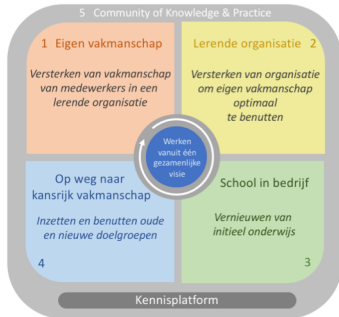 5 Community of Knowledge & Practice
1 Eigen vakmanschap
Versterken van vakmanschap
van medewerkers in een
lerende organisatie
Lerende organisatie 2
Versterken van organisatie
om eigen vakmanschap
optimaal
te benutten
Werken
vanuit één
gezamenlijke
visie
Op weg naar
kansrijk vakmanschap
Inzetten en benutten oude
en nieuwe doelgroepen
4
School in bedrijf
Vernieuwen van
initieel onderwijs
3
Kennisplatform